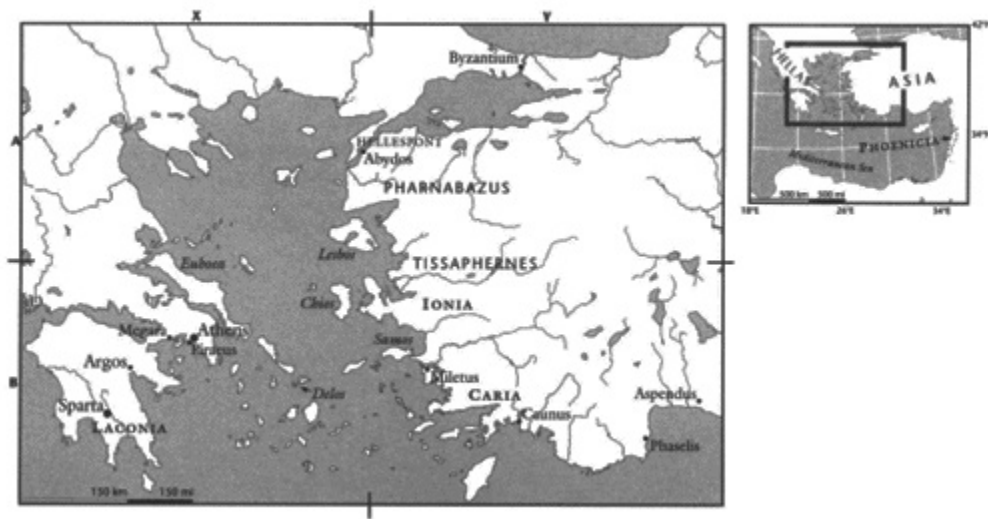 X
Y
Byzantium
A
HELLESPONT
Abydos
PHARNABAZUS
Lesbos
Euboea
TISSAPHERNES
Chios
IONIA
Megara
Athens
Piraeus
Samos
Argos
B
Miletus
Delos
CARIA
Aspendus
Sparta
Caunus
LACONIA
Phaselis
150 km 150 mi
42°N
HELLAS
ASIA
34°N
PHOENICIA
Mediterranean Sea
500 km 500 mi
18°E 26°E 34°E